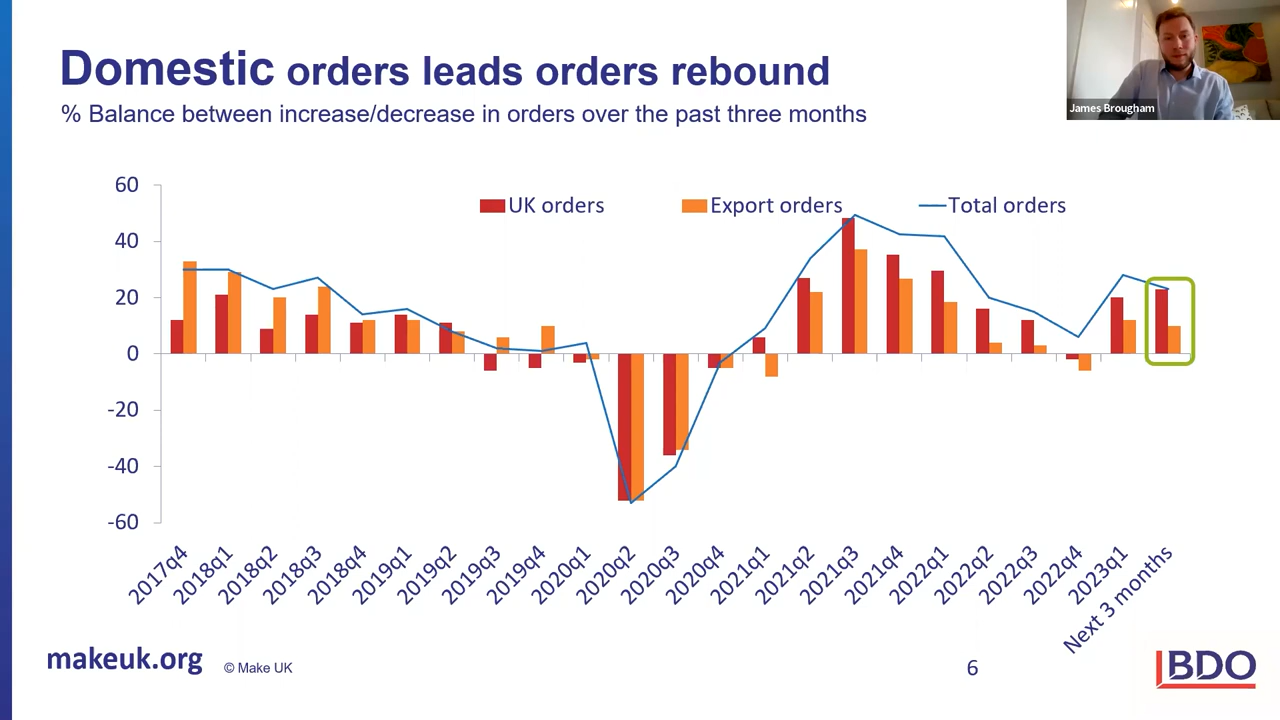 Domestic orders leads orders rebound
% Balance between increase/decrease in orders over the past three months
James Brougham
UK orders
Export orders
Total orders
60
40
20
0
-20
-40
-60
2017q4
2018q1
2018q2
2018q3
2018q4
2019q1
2019q2
2019q3
2019q4
2020q1
2020q2
2020q3
2020q4
2021q1
2021q2
2021q3
2021q4
2022q1
2022q2
2022q3
2022q4
2023q1
Next 3 months
makeuk.org
© Make UK
6
BDO